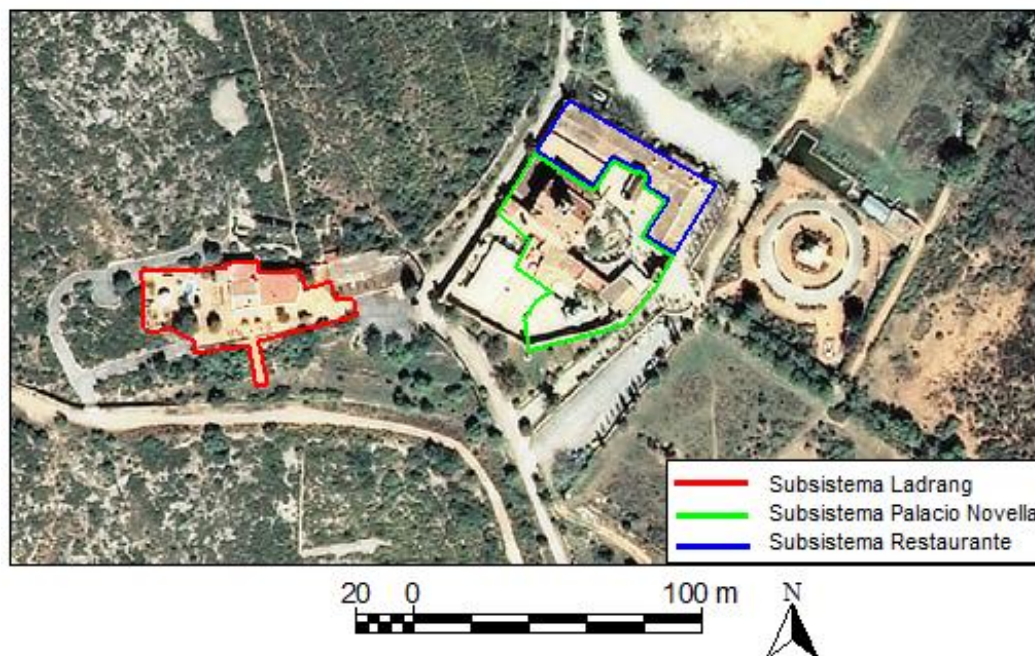 Subsistema Ladrang
Subsistema Palacio Novella
Subsistema Restaurante
20 0 100 m
N